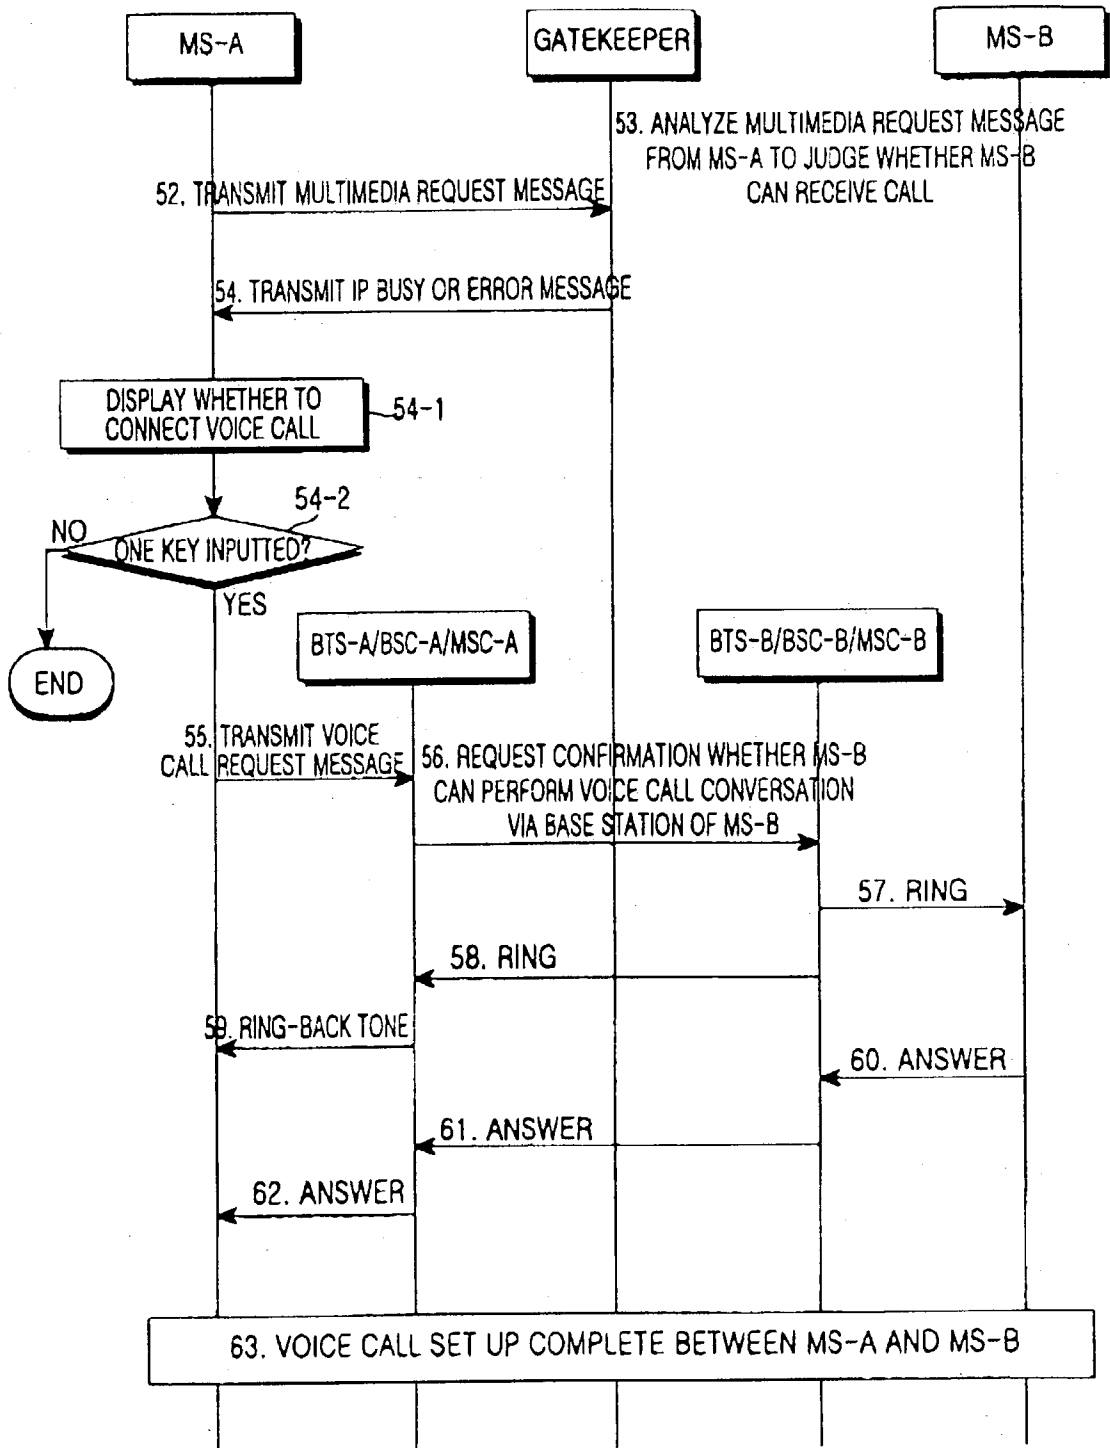 MS-A
GATEKEEPER
MS-B
53. ANALYZE MULTIMEDIA REQUEST MESSAGE
FROM MS-A TO JUDGE WHETHER MS-B
CAN RECEIVE CALL
52. TRANSMIT MULTIMEDIA REQUEST MESSAGE
54. TRANSMIT IP BUSY OR ERROR MESSAGE
DISPLAY WHETHER TO
CONNECT VOICE CALL
54-1
54-2
NO
ONE KEY INPUTTED?
YES
END
BTS-A/BSC-A/MSC-A
BTS-B/BSC-B/MSC-B
55. TRANSMIT VOICE
CALL REQUEST MESSAGE
56. REQUEST CONFIRMATION WHETHER MS-B
CAN PERFORM VOICE CALL CONVERSATION
VIA BASE STATION OF MS-B
57. RING
58. RING
59. RING-BACK TONE
60. ANSWER
61. ANSWER
62. ANSWER
63. VOICE CALL SET UP COMPLETE BETWEEN MS-A AND MS-B